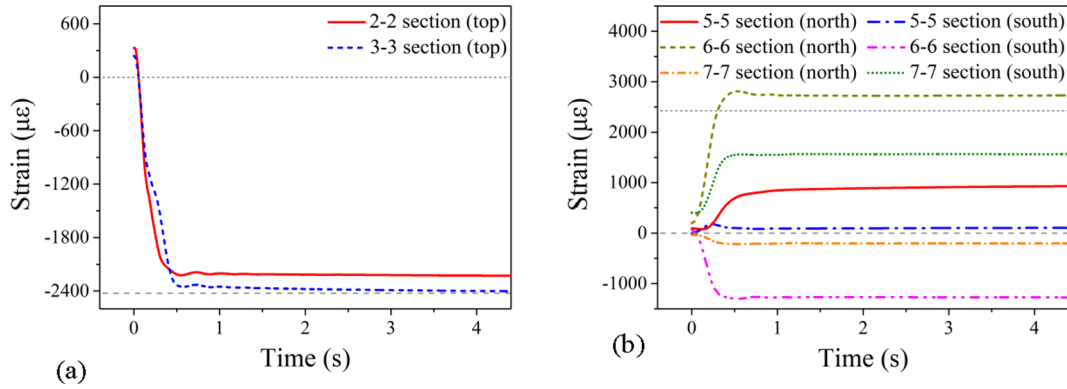 600
0
-600
-1200
-1800
-2400
Strain (με)
2-2 section (top)
3-3 section (top)
0 1 2 3 4
Time (s)
(a)
4000
3000
2000
1000
0
-1000
Strain (με)
5-5 section (north) 5-5 section (south)
6-6 section (north) 6-6 section (south)
7-7 section (north) 7-7 section (south)
0 1 2 3 4
Time (s)
(b)